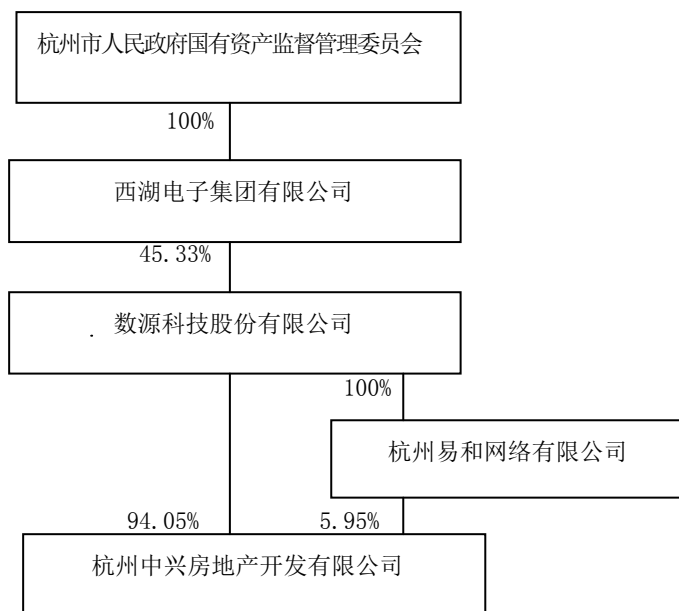 杭州市人民政府国有资产监督管理委员会
100%
西湖电子集团有限公司
45.33%
数源科技股份有限公司
100%
杭州易和网络有限公司
94.05%
5.95%
杭州中兴房地产开发有限公司